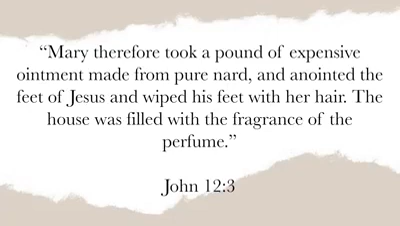 “Mary therefore took a pound of expensive
ointment made from pure nard, and anointed the
feet of Jesus and wiped his feet with her hair. The
house was filled with the fragrance of the
perfume.”
John 12:3